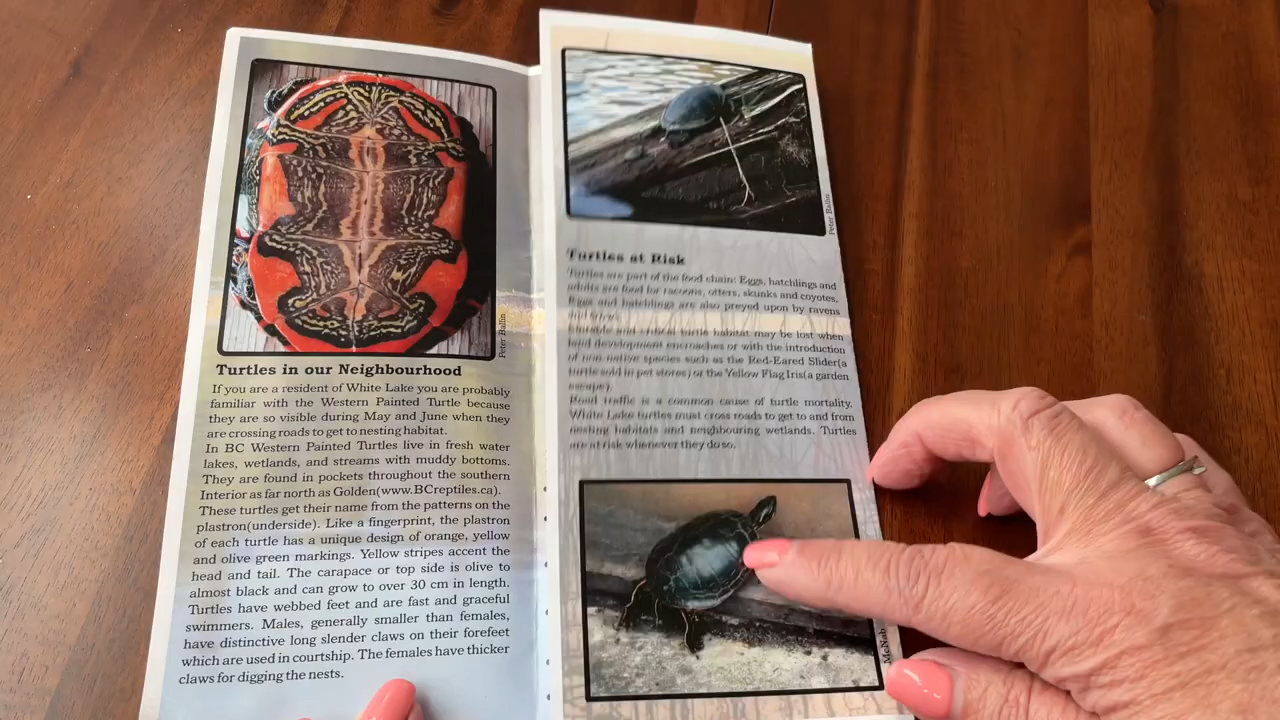 Peter Ballin
Turtles in our Neighbourhood
If you are a resident of White Lake you are probably
familiar with the Western Painted Turtle because
they are so visible during May and June when they
are crossing roads to get to nesting habitat.
In BC Western Painted Turtles live in fresh water
lakes, wetlands, and streams with muddy bottoms.
They are found in pockets throughout the southern
Interior as far north as Golden(www.BCreptiles.ca).
These turtles get their name from the patterns on the
plastron(underside). Like a fingerprint, the plastron
of each turtle has a unique design of orange, yellow
and olive green markings. Yellow stripes accent the
head and tail. The carapace or top side is olive to
almost black and can grow to over 30 cm in length.
Turtles have webbed feet and are fast and graceful
swimmers. Males, generally smaller than females,
have distinctive long slender claws on their forefeet
which are used in courtship. The females have thicker
claws for digging the nests.
Peter Ballin
Turtles at Risk
Turtles are part of the food chain: Eggs, hatchlings and
adults are food for racoons, otters, skunks and coyotes.
Eggs and hatchlings are also preyed upon by ravens
and
and critical turtle habitat may be lost when
land development encroaches or with the introduction
of non-native species such as the Red-Eared Slider(a
turtle sold in pet stores) or the Yellow Flag Iris(a garden
escape).
Road traffic is a common cause of turtle mortality.
White Lake turtles must cross roads to get to and from
nesting habitats and neighbouring wetlands. Turtles
are at risk whenever they do so.
McNab